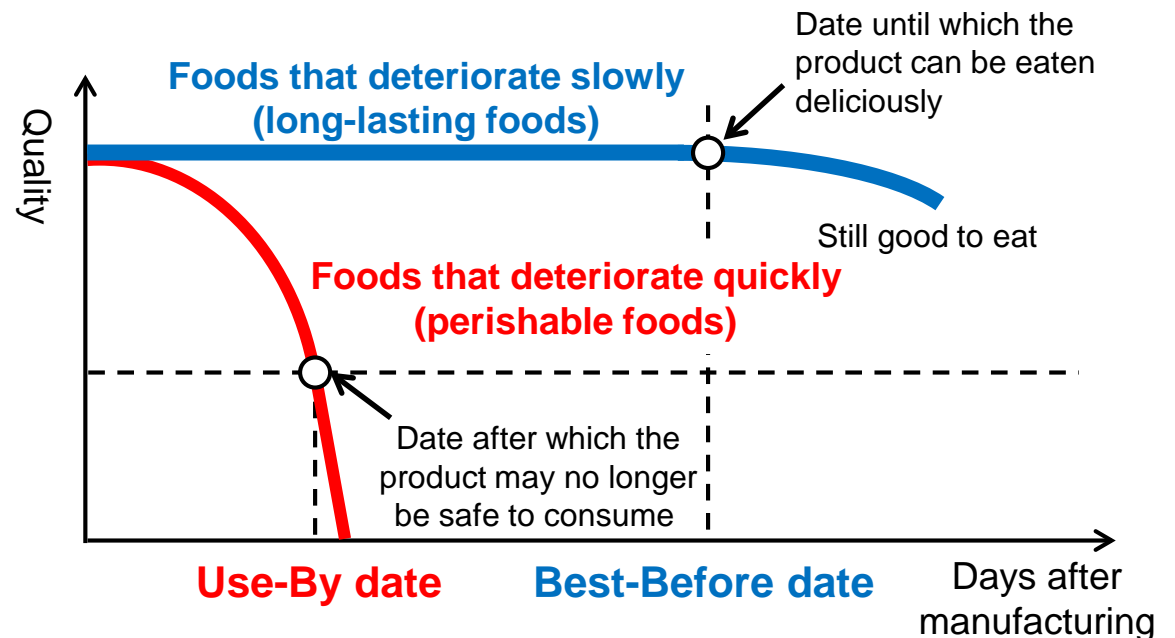 Date until which the
product can be eaten
deliciously
Foods that deteriorate slowly
(long-lasting foods)
Quality
Still good to eat
Foods that deteriorate quickly
(perishable foods)
Date after which the
product may no longer
be safe to consume
Use-By date
Best-Before date
Days after
manufacturing